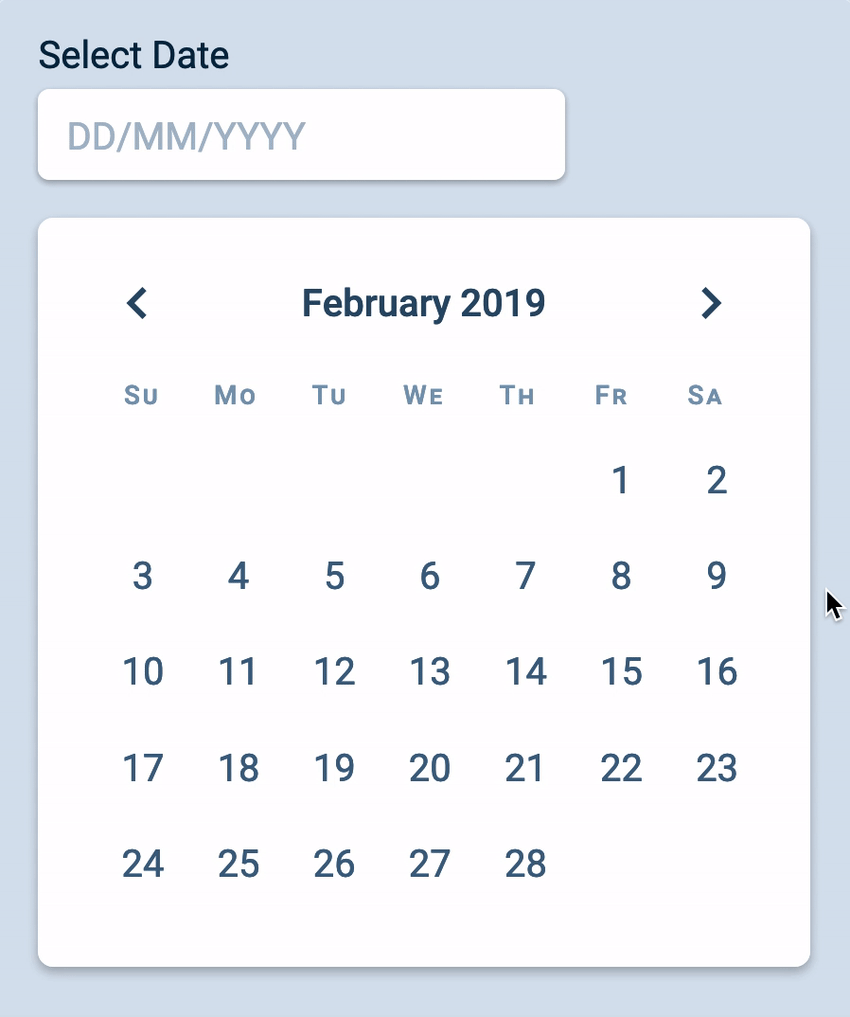 Select Date
DD/MM/YYYY
February 2019
Su Mo Tu We Th Fr Sa
1 2
3 4 5 6 7 8 9
10 11 12 13 14 15 16
17 18 19 20 21 22 23
24 25 26 27 28